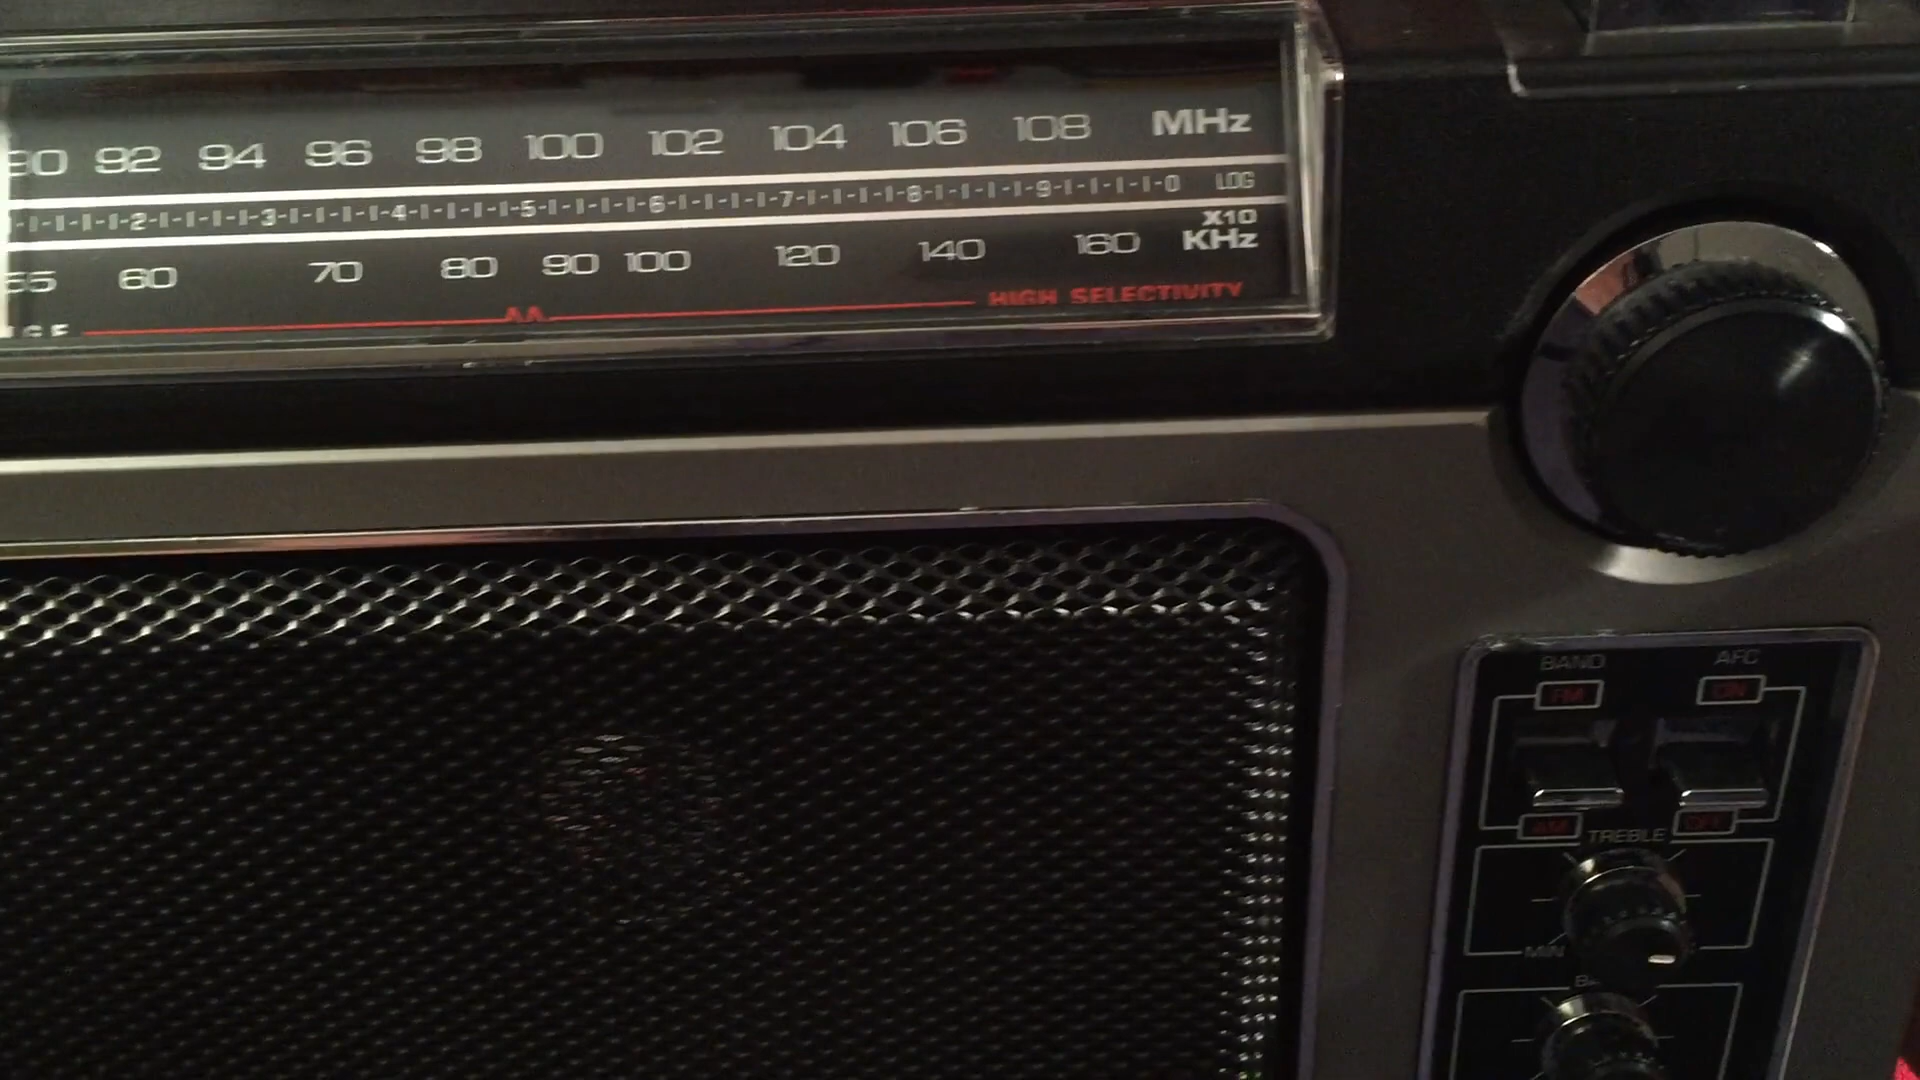 90 92 94 96 98 100 102 104 106 108 MHz
2 3 4 5 6 7 8 9 0 LOG
X10
55 60 70 80 90 100 120 140 160 KHz
HIGH SELECTIVITY
BAND AFC
FM ON
AM OFF
TREBLE
MIN